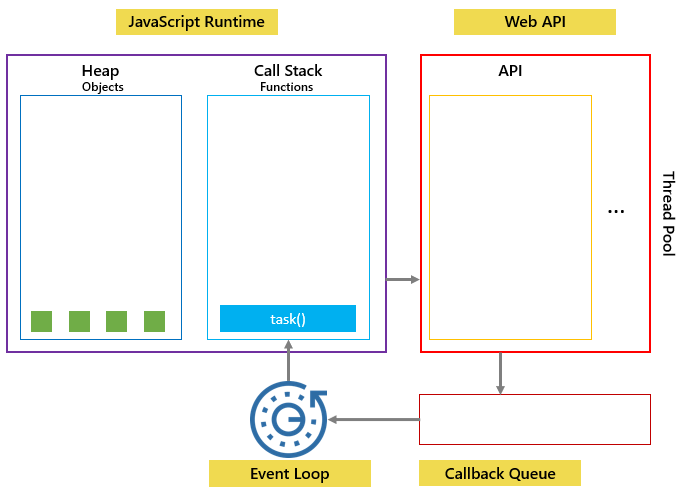 JavaScript Runtime
Web API
Heap
Objects
Call Stack
Functions
API
...
Thread Pool
task()
Event Loop
Callback Queue